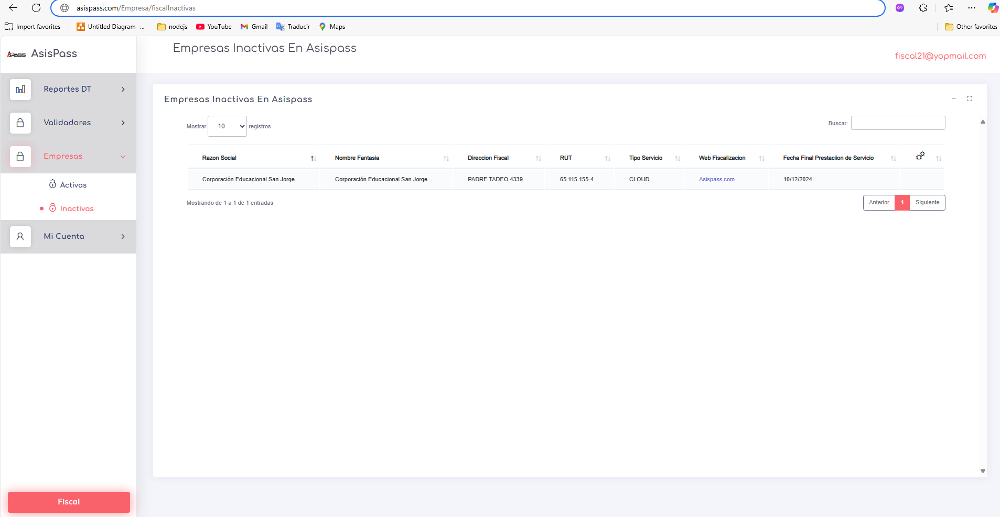 asispass.com/Empresa/fiscalInactivas
Import favorites
Untitled Diagram -...
nodejs
YouTube
Gmail
Traducir
Maps
Other favorites
AsisPass
Empresas Inactivas En Asispass
fiscal21@yopmail.com
Reportes DT
Validadores
Empresas
Activas
Inactivas
Mi Cuenta
Fiscal
Empresas Inactivas En Asispass
Mostrar 10 registros
Buscar:
Razon Social Nombre Fantasia Direccion Fiscal RUT Tipo Servicio Web Fiscalizacion Fecha Final Prestaciion de Servicio
Corporación Educacional San Jorge Corporación Educacional San Jorge PADRE TADEO 4339 65.115.155-4 CLOUD Asispass.com 10/12/2024
Mostrando de 1 a 1 de 1 entradas
Anterior 1 Siguiente